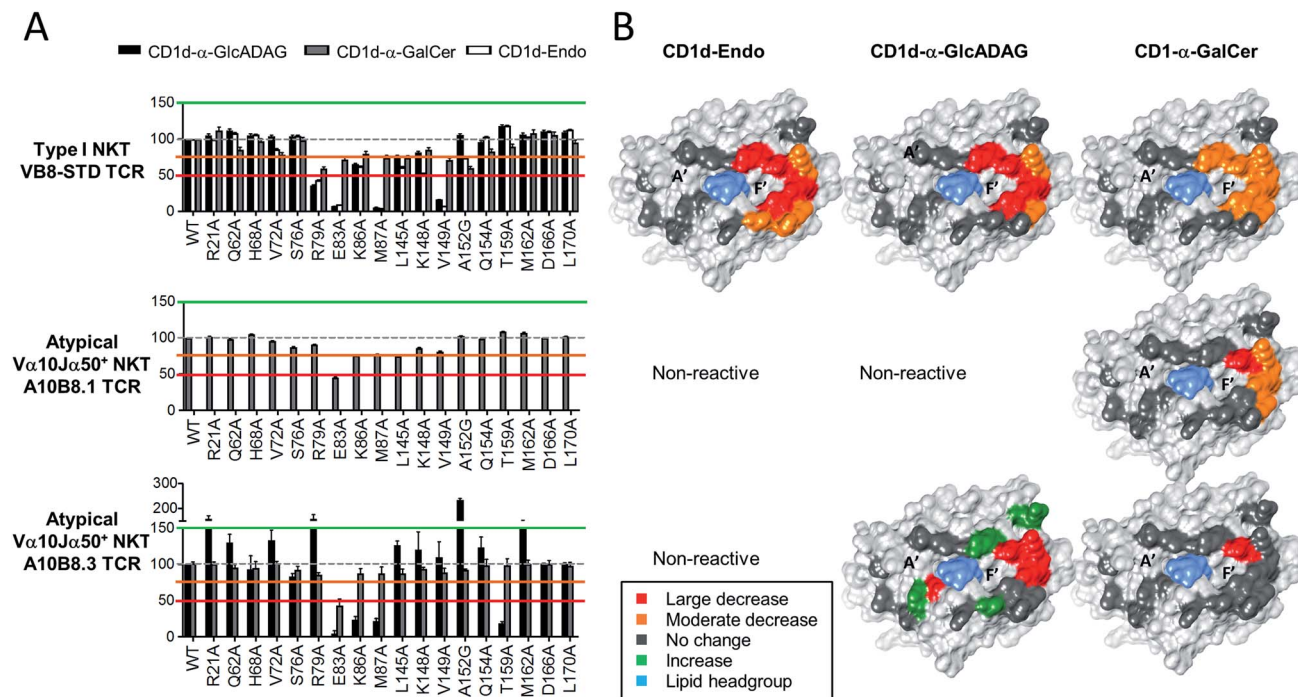 A
B
CD1d-α-GlcADAG CD1d-α-GalCer CD1d-Endo
CD1d-Endo CD1d-α-GlcADAG CD1-α-GalCer
Type I NKT
VB8-STD TCR
150
100
50
0
WT R21A Q62A H68A V72A S76A R79A E83A K86A M87A L145A K148A V149A A152G Q154A T159A M162A D166A L170A
A' F'
A' F'
A' F'
Atypical
Vα10Jα50⁺ NKT
A10B8.1 TCR
150
100
50
0
WT R21A Q62A H68A V72A S76A R79A E83A K86A M87A L145A K148A V149A A152G Q154A T159A M162A D166A L170A
Non-reactive Non-reactive
A' F'
Atypical
Vα10Jα50⁺ NKT
A10B8.3 TCR
300
200
150
100
50
0
WT R21A Q62A H68A V72A S76A R79A E83A K86A M87A L145A K148A V149A A152G Q154A T159A M162A D166A L170A
Non-reactive
A' F'
A' F'
Large decrease
Moderate decrease
No change
Increase
Lipid headgroup